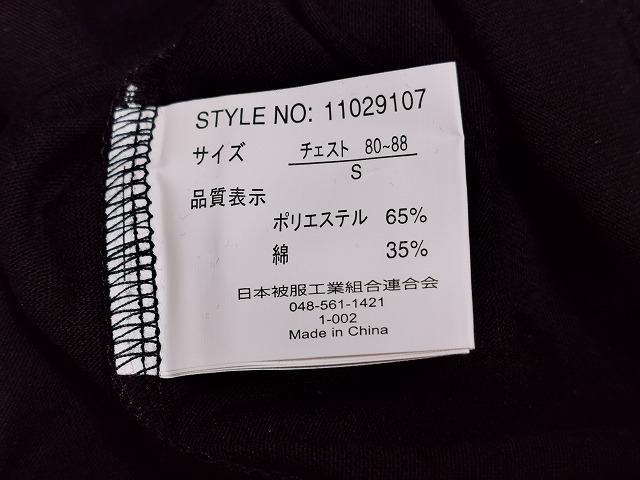 STYLE NO: 11029107
サイズ チェスト 80~88
S
品質表示
ポリエステル 65%
綿 35%
日本被服工業組合連合会
048-561-1421
1-002
Made in China